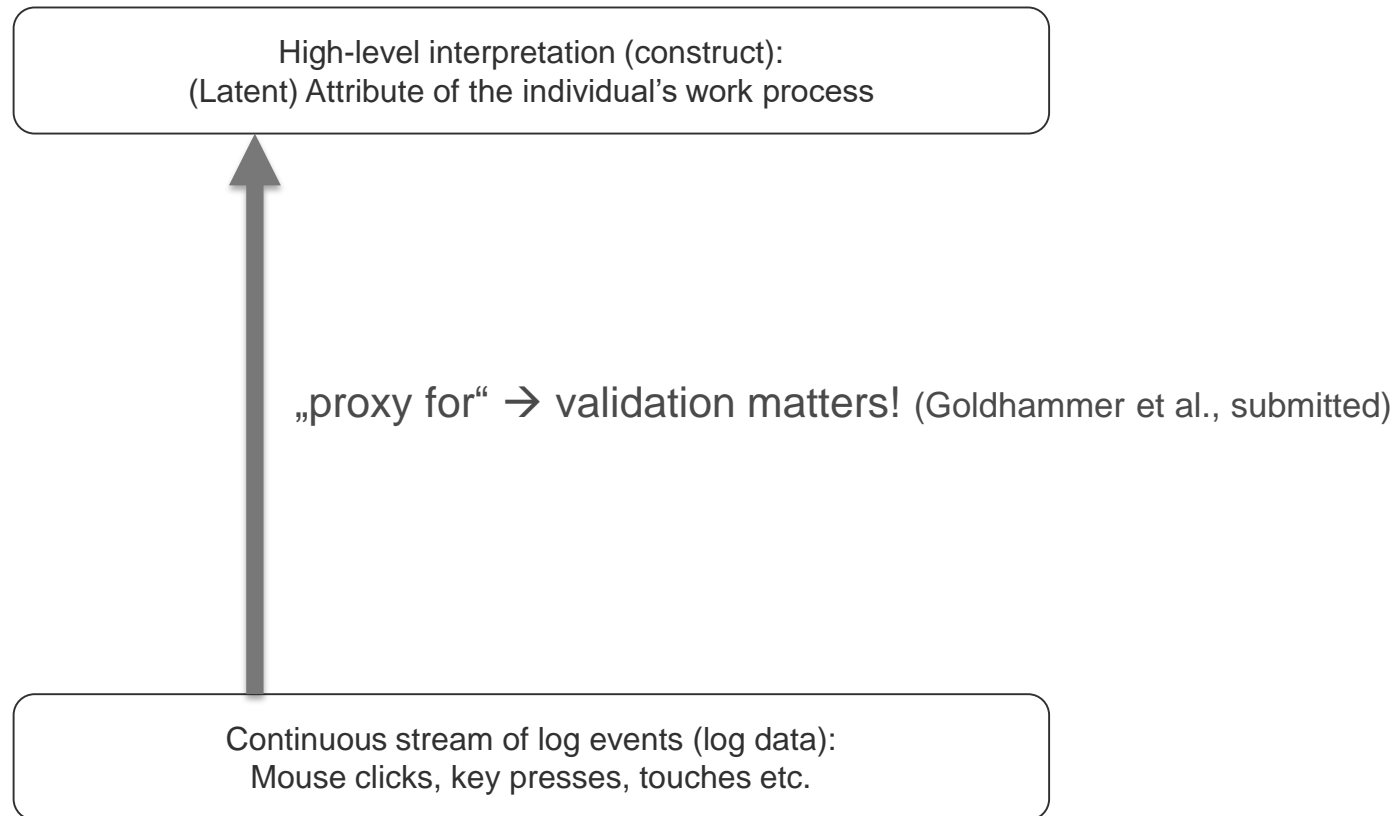 High-level interpretation (construct):
(Latent) Attribute of the individual's work process
„proxy for“ → validation matters! (Goldhammer et al., submitted)
Continuous stream of log events (log data):
Mouse clicks, key presses, touches etc.